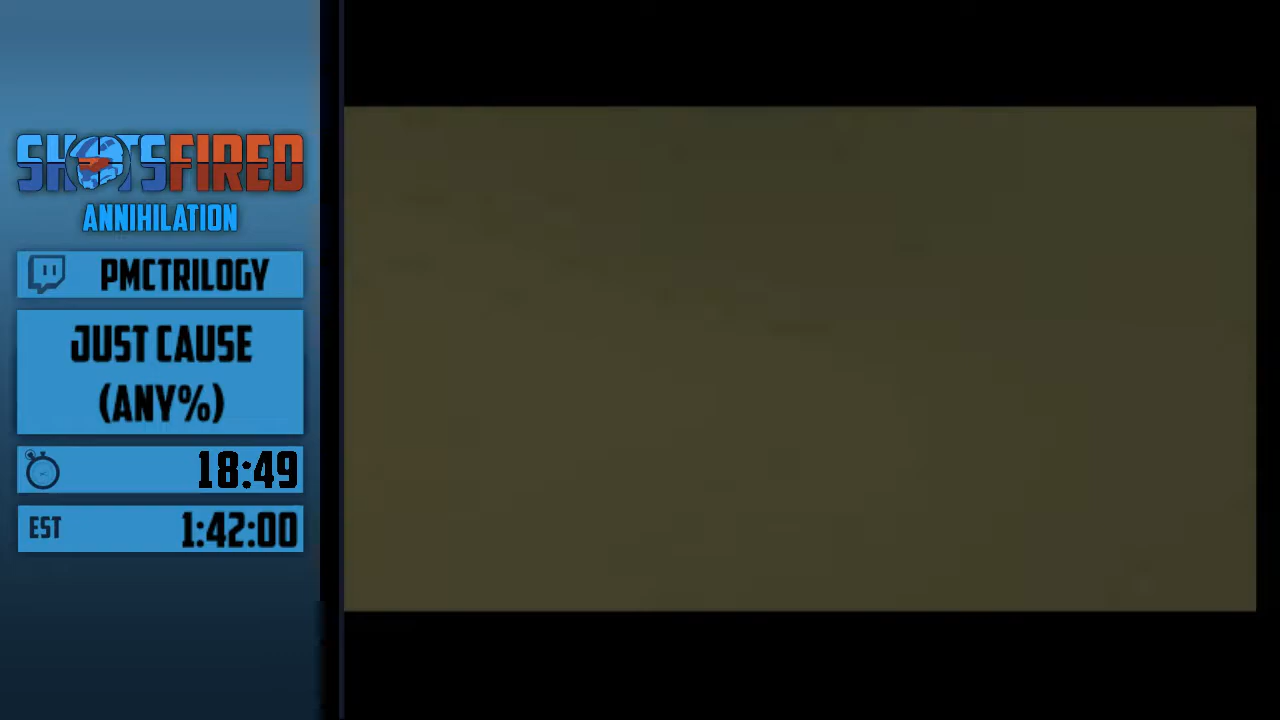 SHOTSFIRED
ANNIHILATION
PMCTRILOGY
JUST CAUSE
(ANY%)
18:49
EST 1:42:00